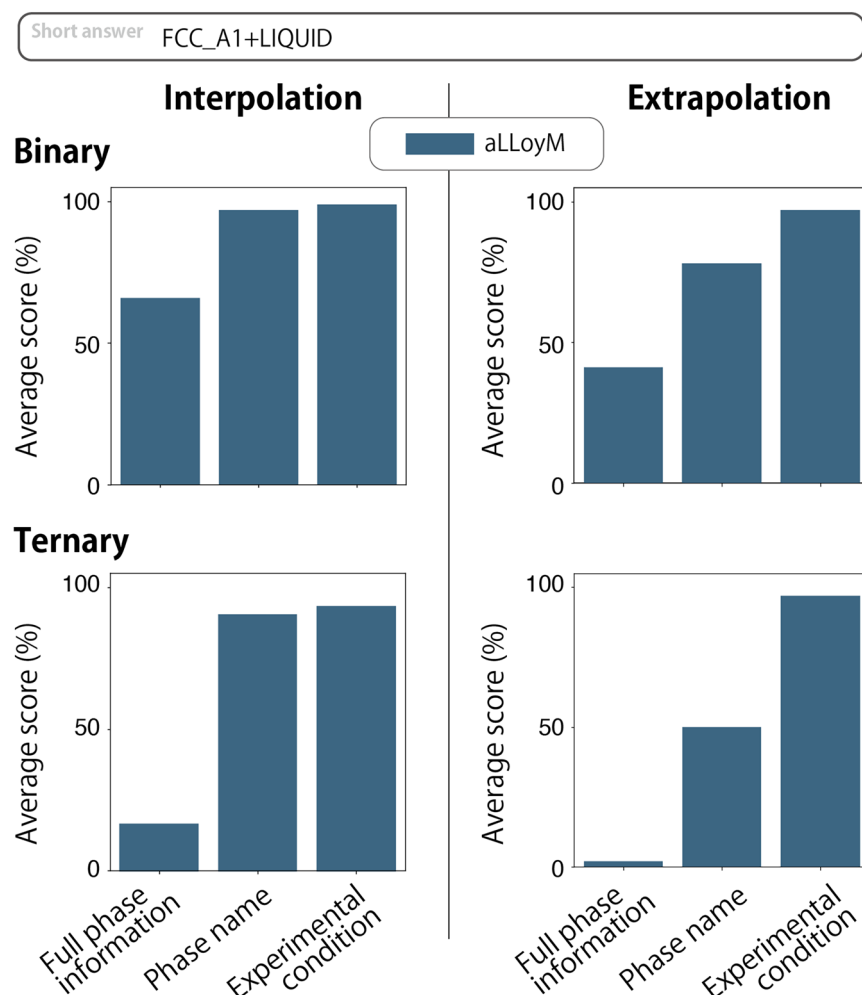 Short answer FCC_A1+LIQUID
Interpolation
Extrapolation
aLLoyM
Binary
100
50
0
Average score (%)
100
50
0
Average score (%)
Ternary
100
50
0
Average score (%)
Full phase
information
Phase name
Experimental
condition
100
50
0
Average score (%)
Full phase
information
Phase name
Experimental
condition